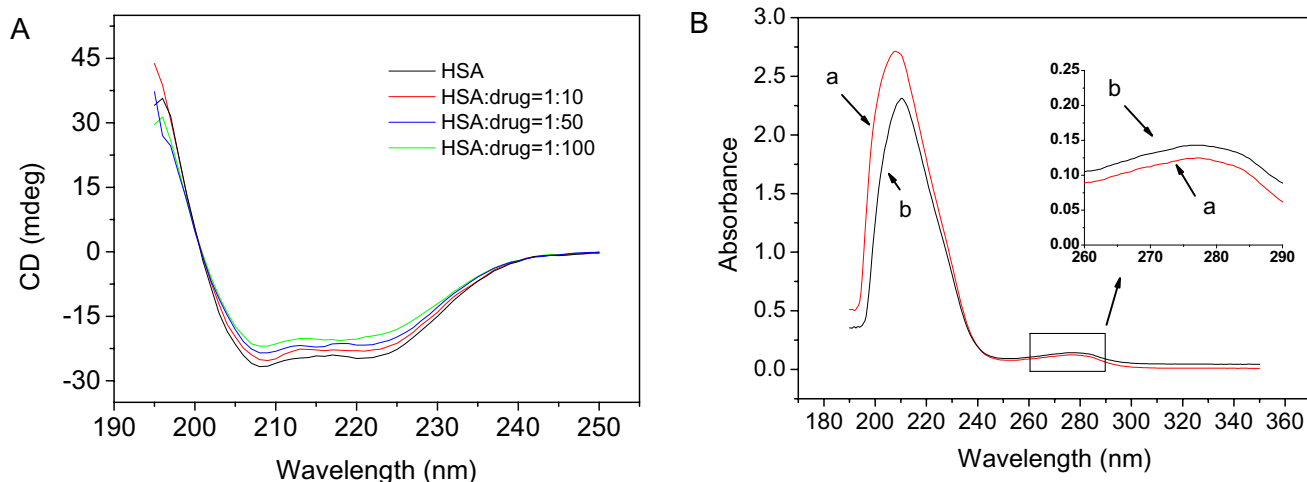 A
CD (mdeg)
45
30
15
0
-15
-30
HSA
HSA:drug=1:10
HSA:drug=1:50
HSA:drug=1:100
190 200 210 220 230 240 250
Wavelength (nm)
B
Absorbance
3.0
2.5
2.0
1.5
1.0
0.5
0.0
a
b
0.25
0.20
0.15
0.10
0.05
0.00
b
a
260 270 280 290
180 200 220 240 260 280 300 320 340 360
Wavelength (nm)